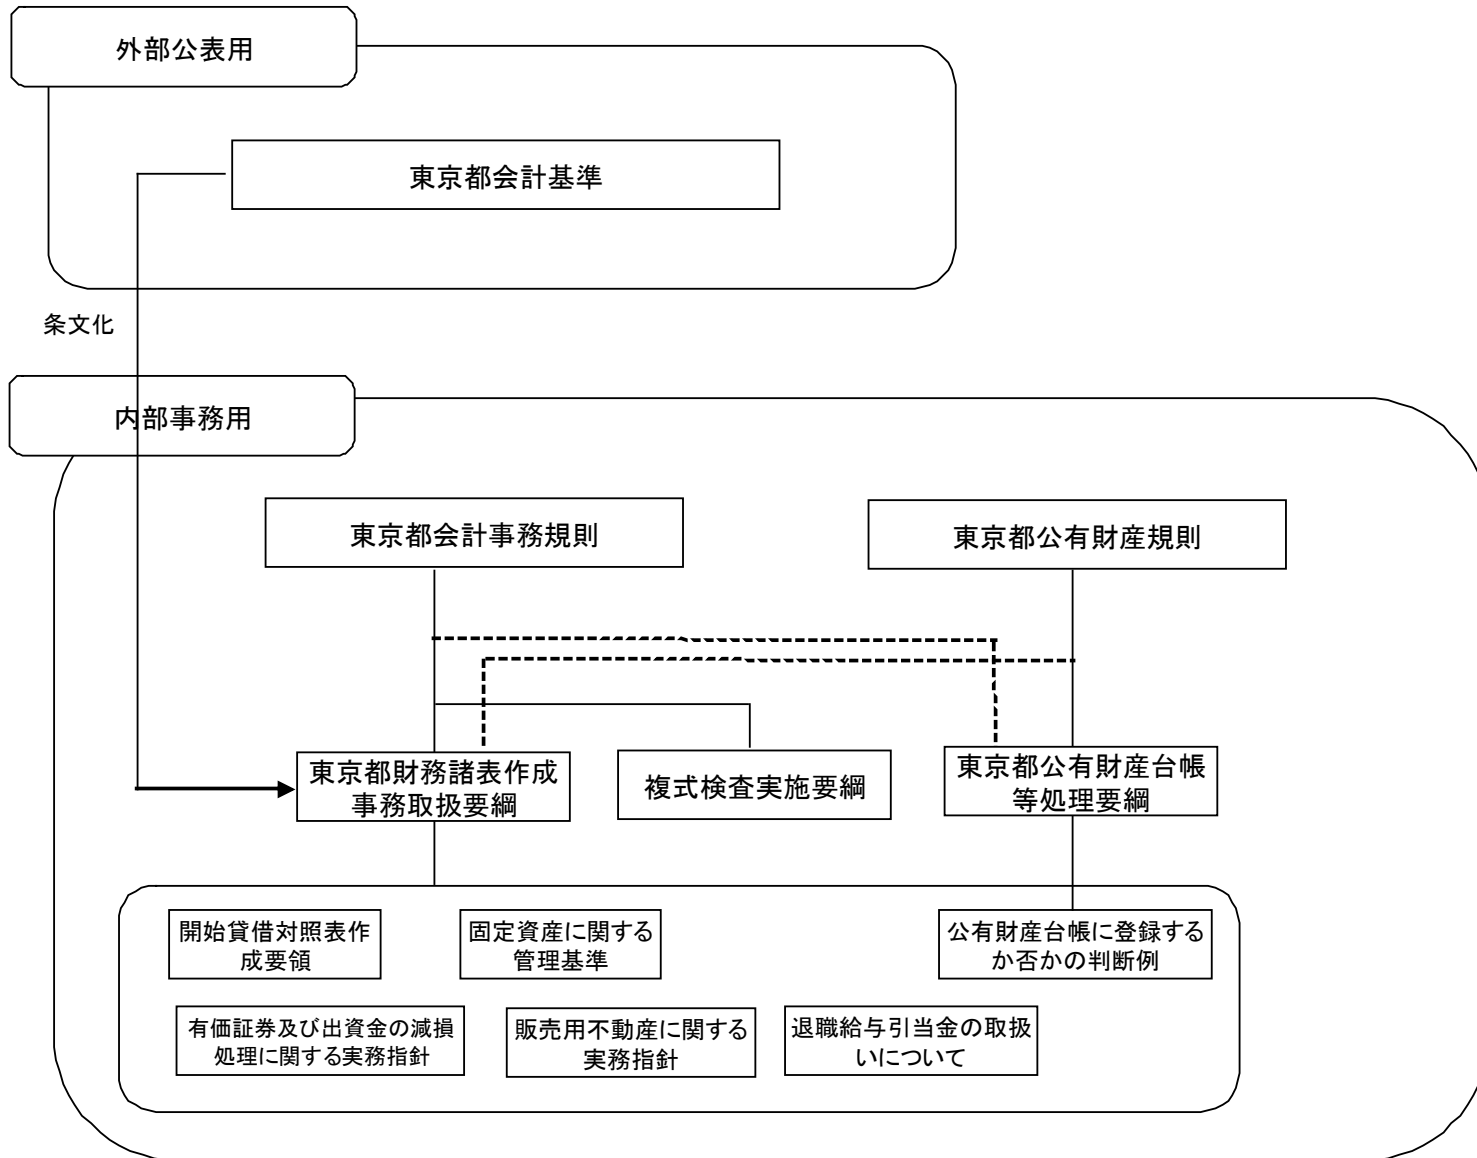 外部公表用
東京都会計基準
条文化
内部事務用
東京都会計事務規則
東京都公有財産規則
東京都財務諸表作成
事務取扱要綱
複式検査実施要綱
東京都公有財産台帳
等処理要綱
開始貸借対照表作
成要領
固定資産に関する
管理基準
公有財産台帳に登録する
か否かの判断例
有価証券及び出資金の減損
処理に関する実務指針
販売用不動産に関する
実務指針
退職給与引当金の取扱
いについて